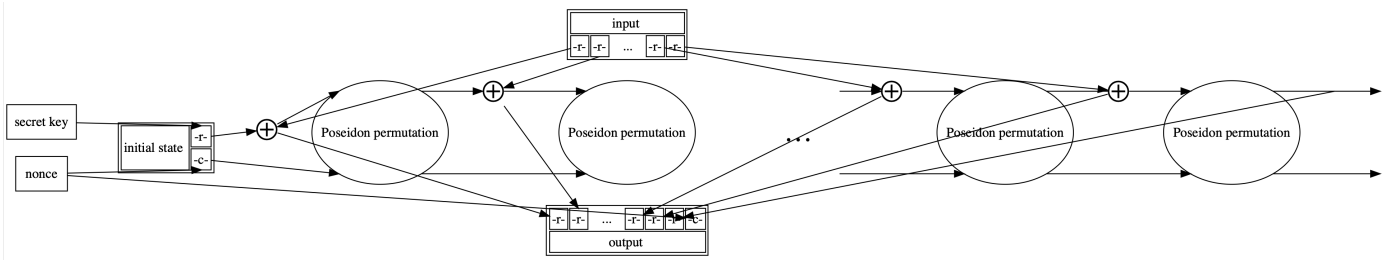 input
-r- -r- ... -r- -r-
secret key
nonce
initial state
-r-
-c-
Poseidon permutation
Poseidon permutation
...
Poseidon permutation
Poseidon permutation
-r- -r- ... -r- -r- -r- -c-
output